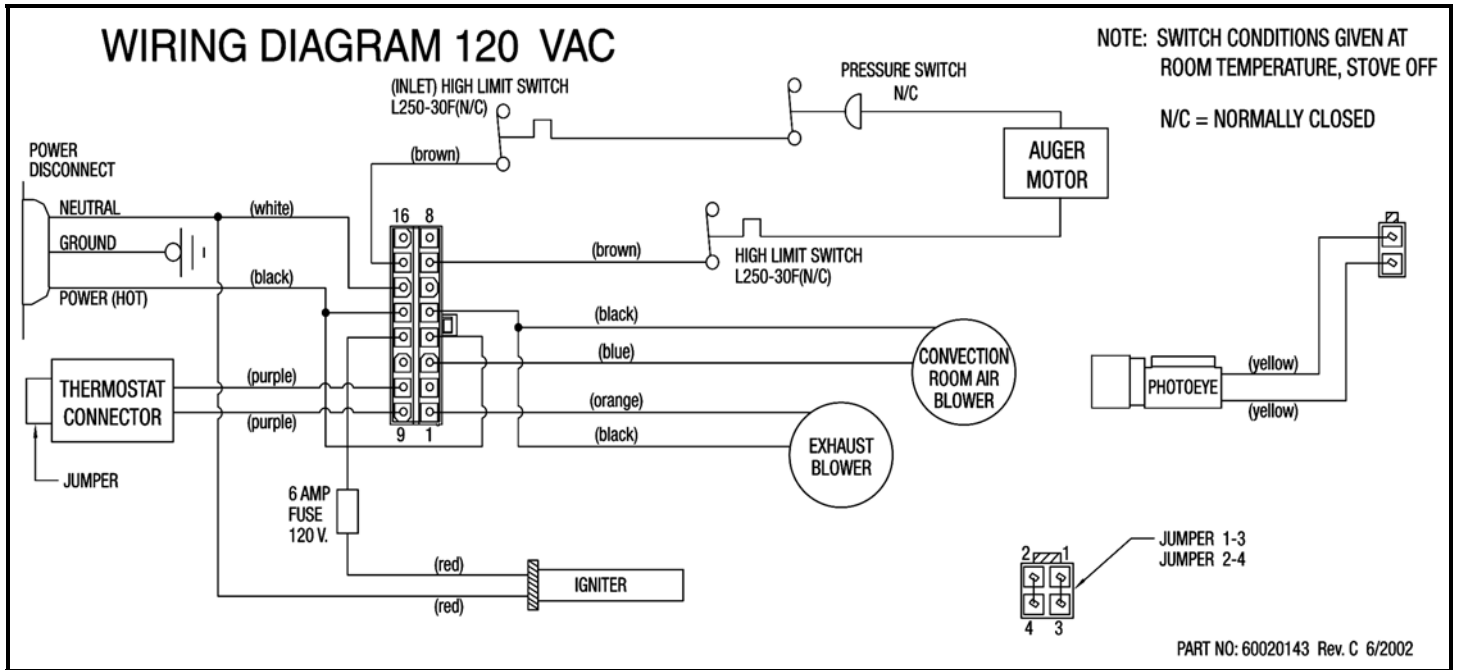 WIRING DIAGRAM 120 VAC
NOTE: SWITCH CONDITIONS GIVEN AT
ROOM TEMPERATURE, STOVE OFF
N/C = NORMALLY CLOSED
(INLET) HIGH LIMIT SWITCH
L250-30F(N/C)
PRESSURE SWITCH
N/C
(brown)
AUGER
MOTOR
POWER
DISCONNECT
NEUTRAL
(white)
GROUND
(black)
POWER (HOT)
16 8
(brown)
HIGH LIMIT SWITCH
L250-30F(N/C)
(black)
(blue)
CONVECTION
ROOM AIR
BLOWER
THERMOSTAT
CONNECTOR
(purple)
(purple)
JUMPER
9 1
(orange)
(black)
EXHAUST
BLOWER
PHOTOEYE
(yellow)
(yellow)
6 AMP
FUSE
120 V.
(red)
(red)
IGNITER
2 1
4 3
JUMPER 1-3
JUMPER 2-4
PART NO: 60020143 Rev. C 6/2002